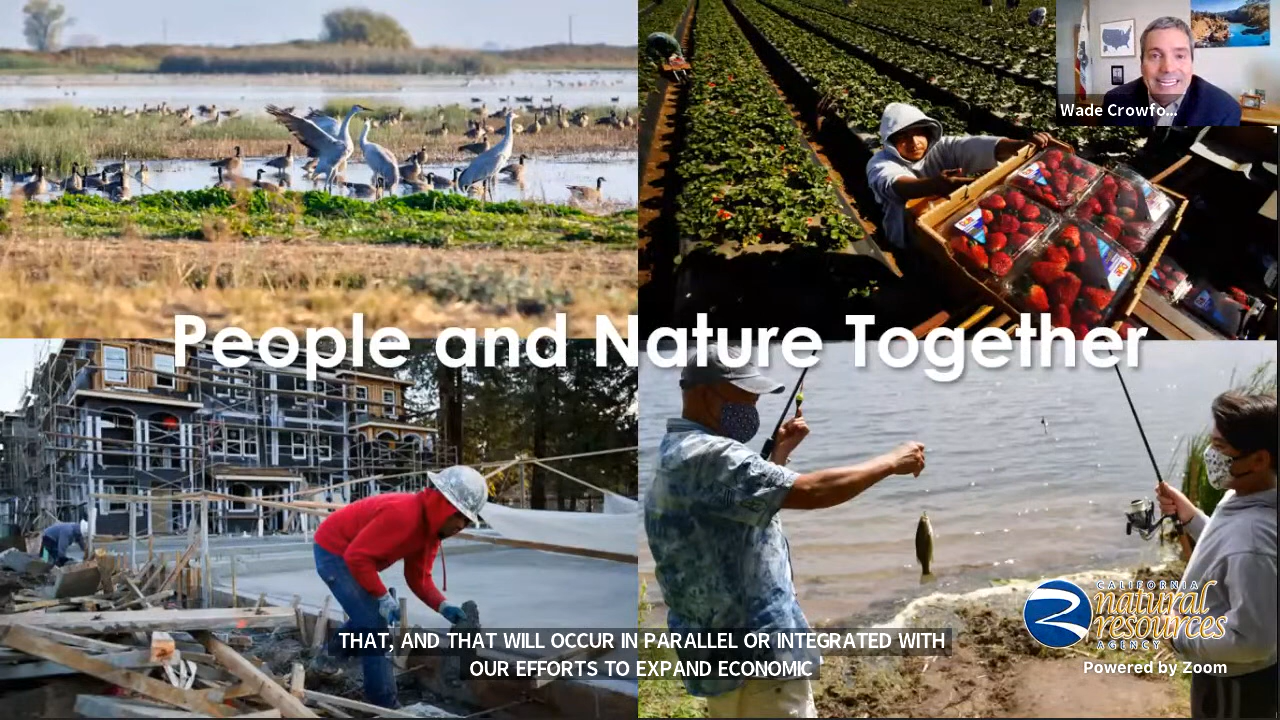 Wade Crowfo...
People and Nature Together
CALIFORNIA
natural
resources
AGENCY
Powered by Zoom
THAT, AND THAT WILL OCCUR IN PARALLEL OR INTEGRATED WITH
OUR EFFORTS TO EXPAND ECONOMIC